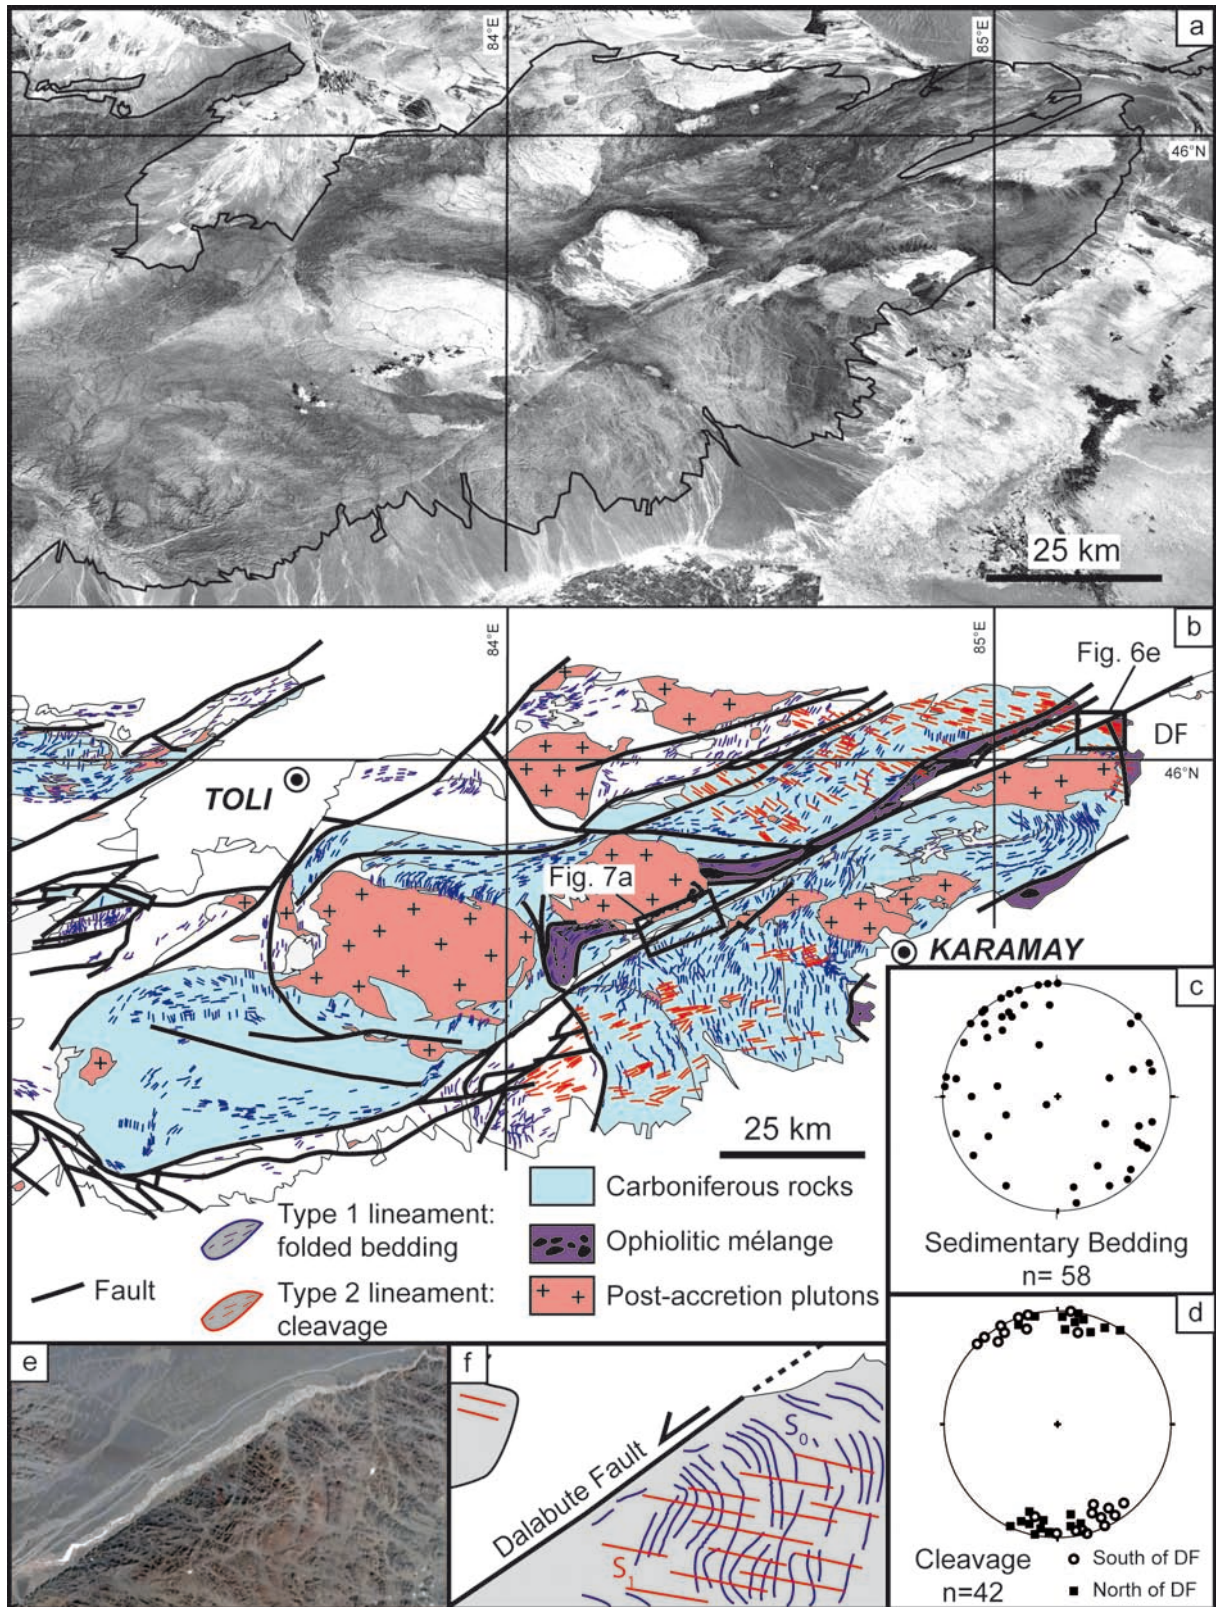 a
84°E
85°E
46°N
25 km
b
84°E
85°E
Fig. 6e
DF
46°N
TOLI
Fig. 7a
KARAMAY
25 km
c
Sedimentary Bedding
n= 58
Carboniferous rocks
Type 1 lineament:
folded bedding
Ophiolitic mélange
Fault
Type 2 lineament:
cleavage
Post-accretion plutons
d
Cleavage
n=42
South of DF
North of DF
e
f
S0
Dalabute Fault
S1